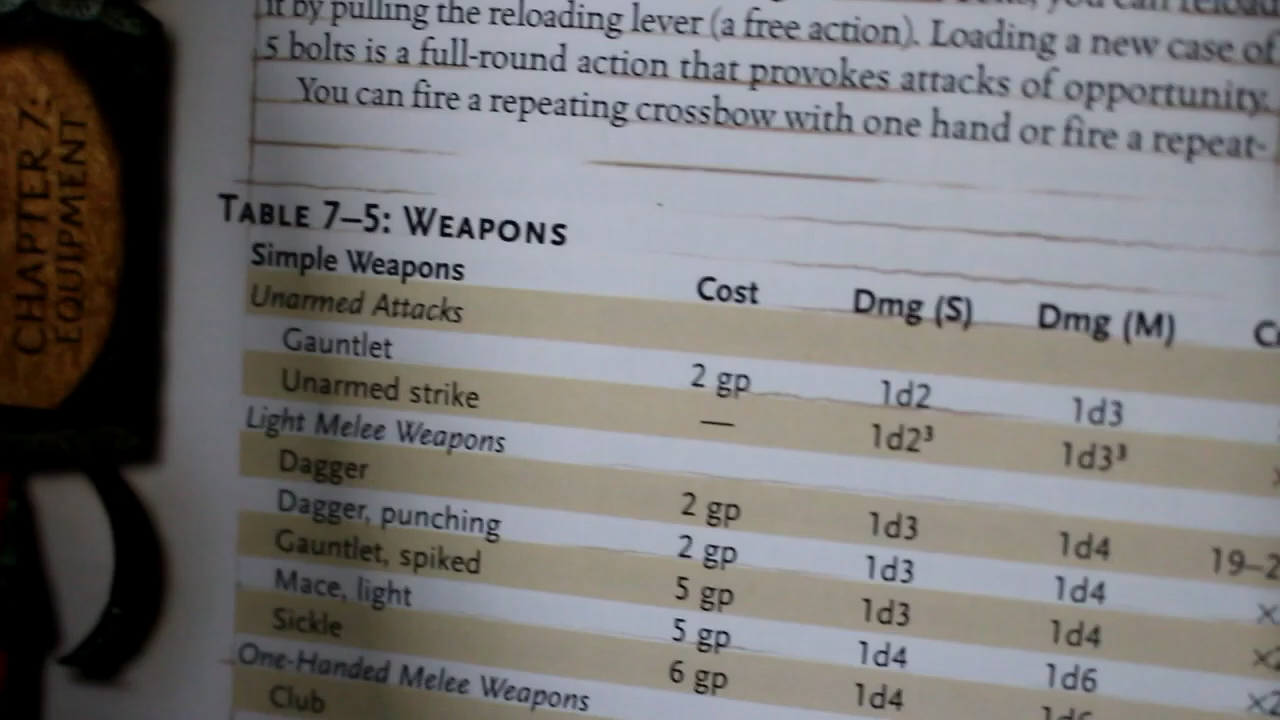 it by pulling the reloading lever (a free action). Loading a new case of
5 bolts is a full-round action that provokes attacks of opportunity.
You can fire a repeating crossbow with one hand or fire a repeat-
CHAPTER 7:
EQUIPMENT
TABLE 7–5: WEAPONS
Simple Weapons Cost Dmg (S) Dmg (M)
Unarmed Attacks
Gauntlet 2 gp 1d2 1d3
Unarmed strike — 1d2³ 1d3³
Light Melee Weapons
Dagger 2 gp 1d3 1d4 19–2
Dagger, punching 2 gp 1d3 1d4
Gauntlet, spiked 5 gp 1d3 1d4 x2
Mace, light 5 gp 1d4 1d6 x2
Sickle 6 gp 1d4 1d6
One-Handed Melee Weapons
Club